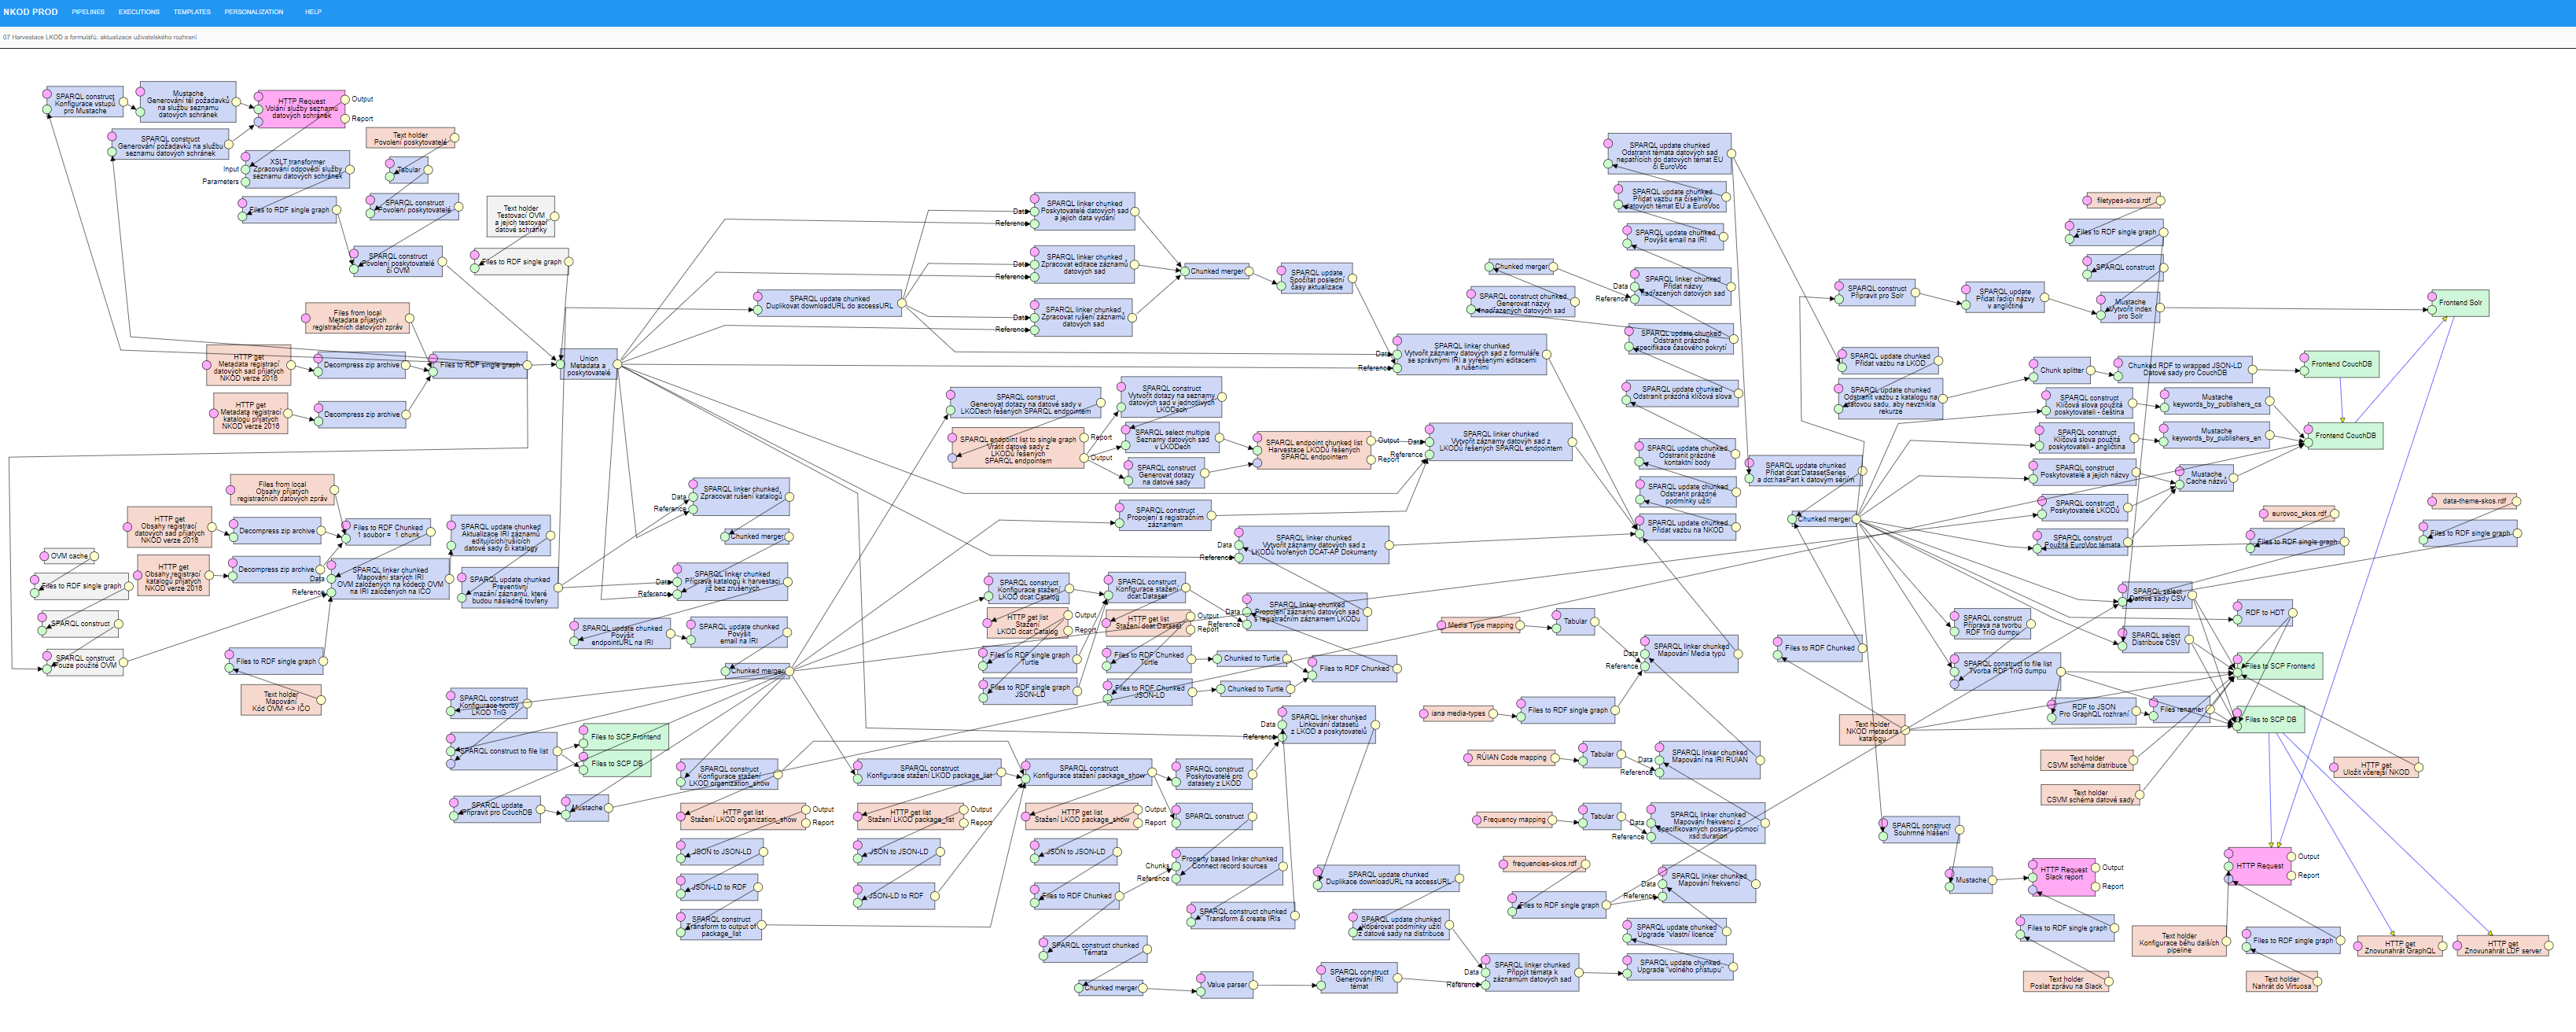 NKOD PROD
PIPELINES
EXECUTIONS
TEMPLATES
PERSONALIZATION
HELP
07 Harvestace LKOD a formulářů, aktualizace uživatelského rozhraní
SPARQL construct
Konfigurace vstupů
pro Mustache
Mustache
Generování těl požadavků
na službu seznamu
datových schránek
HTTP Request
Volání služby seznamu
datových schránek
Output
Report
SPARQL construct
Generování požadavků na službu
seznamu datových schránek
Text holder
Povolení poskytovatelé
XSLT transformer
Zpracování odpovědí služby
seznamu datových schránek
Input
Parameters
Tabular
Files to RDF single graph
SPARQL construct
Povolení poskytovatelé
Text holder
Testovací OVM
a jejich testovací
datové schránky
SPARQL construct
Povolení poskytovatelé
či OVM
Files to RDF single graph
Files from local
Metadata přijatých
registračních datových zpráv
HTTP get
Metadata registrací
datových sad přijatých
NKOD verze 2016
Decompress zip archive
Files to RDF single graph
Union
Metadata a
poskytovatelé
HTTP get
Metadata registrací
katalogů přijatých
NKOD verze 2016
Decompress zip archive
Files from local
Obsahy přijatých
registračních datových zpráv
HTTP get
Obsahy registrací
datových sad přijatých
NKOD verze 2016
Decompress zip archive
Files to RDF Chunked
1 soubor = 1 chunk
SPARQL update chunked
Aktualizace IRI záznamů
editujících/rušících
datové sady či katalogy
OVM cache
HTTP get
Obsahy registrací
katalogů přijatých
NKOD verze 2016
Decompress zip archive
SPARQL linker chunked
Mapování starých IRI
OVM založených na kódech OVM
na IRI založených na IČO
Data
Reference
SPARQL update chunked
Preventivní
mazání záznamů, které
budou následně tvořeny
Files to RDF single graph
SPARQL construct
SPARQL construct
Pouze použité OVM
Files to RDF single graph
Text holder
Mapování
Kód OVM <-> IČO
SPARQL update chunked
Duplikovat downloadURL do accessURL
SPARQL linker chunked
Poskytovatelé datových sad
a jejich data vydání
Data
Reference
SPARQL linker chunked
Zpracovat editace záznamů
datových sad
Data
Reference
SPARQL linker chunked
Zpracovat rušení záznamů
datových sad
Data
Reference
Chunked merger
SPARQL update
Spočítat poslední
časy aktualizace
SPARQL linker chunked
Vytvořit záznamy datových sad z formuláře
se správnými IRI a vyřešenými editacemi
a rušeními
Data
Reference
SPARQL construct
Generovat dotazy na datové sady v
LKODech řešených SPARQL endpointem
SPARQL construct
Vytvořit dotazy na seznamy
datových sad v jednotlivých
LKODech
SPARQL endpoint list to single graph
Vrátit datové sady z
LKODů řešených
SPARQL endpointem
Report
Output
SPARQL select multiple
Seznamy datových sad
v LKODech
SPARQL construct
Generovat dotazy
na datové sady
SPARQL endpoint chunked list
Harvestace LKODů řešených
SPARQL endpointem
Output
Report
SPARQL linker chunked
Vytvořit záznamy datových sad z
LKODů řešených SPARQL endpointem
Data
Reference
SPARQL linker chunked
Zpracovat rušení katalogů
Data
Reference
Chunked merger
SPARQL linker chunked
Příprava katalogů k harvestaci
již bez zrušených
Data
Reference
SPARQL update chunked
Povýšit
endpointURL na IRI
SPARQL update chunked
Povýšit
email na IRI
Chunked merger
SPARQL construct
Propojení s registračním
záznamem
SPARQL linker chunked
Vytvořit záznamy datových sad z
LKODů tvořených DCAT-AP Dokumenty
Data
Reference
SPARQL construct
Konfigurace stažení
LKOD dcat:Catalog
SPARQL construct
Konfigurace stažení
dcat:Dataset
HTTP get list
Stažení
LKOD dcat:Catalog
Output
Report
HTTP get list
Stažení dcat:Dataset
Output
Report
SPARQL linker chunked
Propojení záznamů datových sad
s registračním záznamem LKODu
Data
Reference
Files to RDF single graph
Turtle
Files to RDF Chunked
Turtle
Chunked to Turtle
Files to RDF Chunked
Files to RDF single graph
JSON-LD
Files to RDF Chunked
JSON-LD
Chunked to Turtle
SPARQL construct
Konfigurace tvorby
LKOD TriG
SPARQL construct to file list
Files to SCP Frontend
Files to SCP DB
SPARQL update
Připravit pro CouchDB
Mustache
SPARQL construct
Konfigurace stažení
LKOD organization_show
HTTP get list
Stažení LKOD organization_show
Output
Report
JSON to JSON-LD
JSON-LD to RDF
SPARQL construct
Transform to output of
package_list
SPARQL construct
Konfigurace stažení LKOD package_list
HTTP get list
Stažení LKOD package_list
Output
Report
JSON to JSON-LD
JSON-LD to RDF
SPARQL construct
Konfigurace stažení package_show
HTTP get list
Stažení LKOD package_show
Output
Report
JSON to JSON-LD
Files to RDF Chunked
SPARQL construct chunked
Témata
Chunked merger
SPARQL construct
Poskytovatelé pro
datasety z LKOD
SPARQL construct
Property based linker chunked
Connect record sources
Chunks
Reference
SPARQL construct chunked
Transform & create IRIs
Value parser
SPARQL construct
Generování IRI
témat
SPARQL linker chunked
Linkování datasetů
z LKOD a poskytovatelů
Data
Reference
SPARQL update chunked
Duplikace downloadURL na accessURL
SPARQL update chunked
Kopérovat podmínky užití
z datové sady na distribuce
SPARQL linker chunked
Připojit témata k
záznamům datových sad
Data
Reference
SPARQL update chunked
Odstranit témata datových sad
nepatřících do datových témat EU
či EuroVoc
SPARQL update chunked
Přidat vazbu na číselníky
datových témat EU a EuroVoc
SPARQL update chunked
Povýšit email na IRI
Chunked merger
SPARQL linker chunked
Přidat názvy
nadřazených datových sad
Data
Reference
SPARQL construct chunked
Generovat názvy
nadřazených datových sad
SPARQL update chunked
Odstranit prázdné
specifikace časového pokrytí
SPARQL update chunked
Odstranit prázdná klíčová slova
SPARQL update chunked
Odstranit prázdné
kontaktní body
SPARQL update chunked
Odstranit prázdné
podmínky užití
SPARQL update chunked
Přidat vazbu na NKOD
SPARQL update chunked
Přidat dcat:DatasetSeries
a dct:hasPart k datovým sériím
Media Type mapping
Tabular
SPARQL linker chunked
Mapování Media typů
Data
Reference
iana media-types
Files to RDF single graph
RÚIAN Code mapping
Tabular
SPARQL linker chunked
Mapování na IRI RÚIAN
Data
Reference
Frequency mapping
Tabular
SPARQL linker chunked
Mapování frekvencí z
specifikovaných postaru pomocí
xsd:duration
Data
Reference
frequencies-skos.rdf
Files to RDF single graph
SPARQL linker chunked
Mapování frekvencí
Data
Reference
SPARQL update chunked
Upgrade "vlastní licence"
SPARQL update chunked
Upgrade "volného přístupu"
Files to RDF Chunked
Chunked merger
Text holder
NKOD metadata
katalogu
SPARQL construct
Připravit pro Solr
SPARQL update
Přidat řadicí názvy
v angličtině
Mustache
Vytvořit index
pro Solr
Frontend Solr
filetypes-skos.rdf
Files to RDF single graph
SPARQL construct
SPARQL update chunked
Přidat vazbu na LKOD
SPARQL update chunked
Odstranit vazby z katalogu na
datovou sadu, aby nevznikla
rekurze
Chunk splitter
Chunked RDF to wrapped JSON-LD
Datové sady pro CouchDB
Frontend CouchDB
SPARQL construct
Klíčová slova použitá
poskytovateli - čeština
Mustache
keywords_by_publishers_cs
SPARQL construct
Klíčová slova použitá
poskytovateli - angličtina
Mustache
keywords_by_publishers_en
Frontend CouchDB
SPARQL construct
Poskytovatelé a jejich názvy
Mustache
Cache názvů
SPARQL construct
Poskytovatelé LKODů
SPARQL construct
Použitá EuroVoc témata
eurovoc_skos.rdf
Files to RDF single graph
data-theme-skos.rdf
Files to RDF single graph
SPARQL select
Datové sady CSV
RDF to HDT
SPARQL construct
Příprava na tvorbu
RDF TriG dumpu
SPARQL select
Distribuce CSV
SPARQL construct to file list
Tvorba RDF TriG dumpu
Files to SCP Frontend
RDF to JSON
Pro GraphQL rozhraní
Files renamer
Files to SCP DB
Text holder
CSVM schéma distribuce
Text holder
CSVM schéma datové sady
HTTP get
Uložit včerejší NKOD
SPARQL construct
Souhrnné hlášení
Mustache
HTTP Request
Slack report
Output
Report
Files to RDF single graph
Text holder
Poslat zprávu na Slack
HTTP Request
Output
Report
Text holder
Konfigurace běhu dalších
pipeline
Files to RDF single graph
Text holder
Nahrát do Virtuosa
HTTP get
Znovunahrát GraphQL
HTTP get
Znovunahrát LDF server